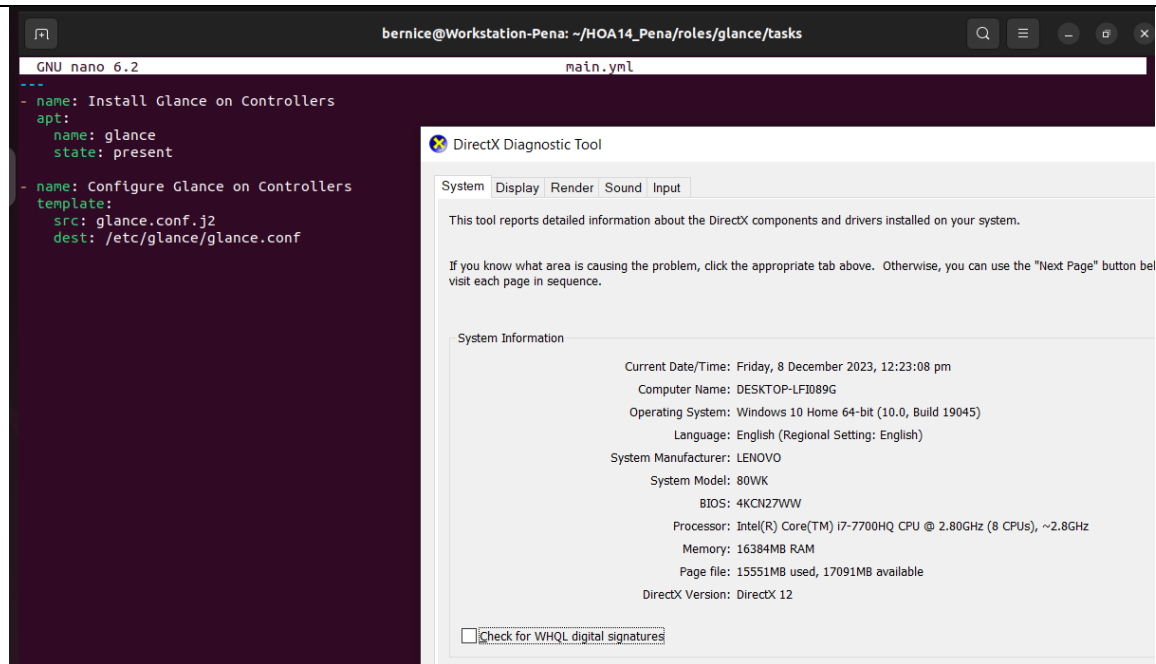 bernice@Workstation-Pena: ~/HOA14_Pena/roles/glance/tasks
GNU nano 6.2 main.yml
---
- name: Install Glance on Controllers
  apt:
    name: glance
    state: present

- name: Configure Glance on Controllers
  template:
    src: glance.conf.j2
    dest: /etc/glance/glance.conf
DirectX Diagnostic Tool
System Display Render Sound Input
This tool reports detailed information about the DirectX components and drivers installed on your system.
If you know what area is causing the problem, click the appropriate tab above.  Otherwise, you can use the "Next Page" button bel
visit each page in sequence.
System Information
Current Date/Time: Friday, 8 December 2023, 12:23:08 pm
Computer Name: DESKTOP-LFI089G
Operating System: Windows 10 Home 64-bit (10.0, Build 19045)
Language: English (Regional Setting: English)
System Manufacturer: LENOVO
System Model: 80WK
BIOS: 4KCN27WW
Processor: Intel(R) Core(TM) i7-7700HQ CPU @ 2.80GHz (8 CPUs), ~2.8GHz
Memory: 16384MB RAM
Page file: 15551MB used, 17091MB available
DirectX Version: DirectX 12
Check for WHQL digital signatures